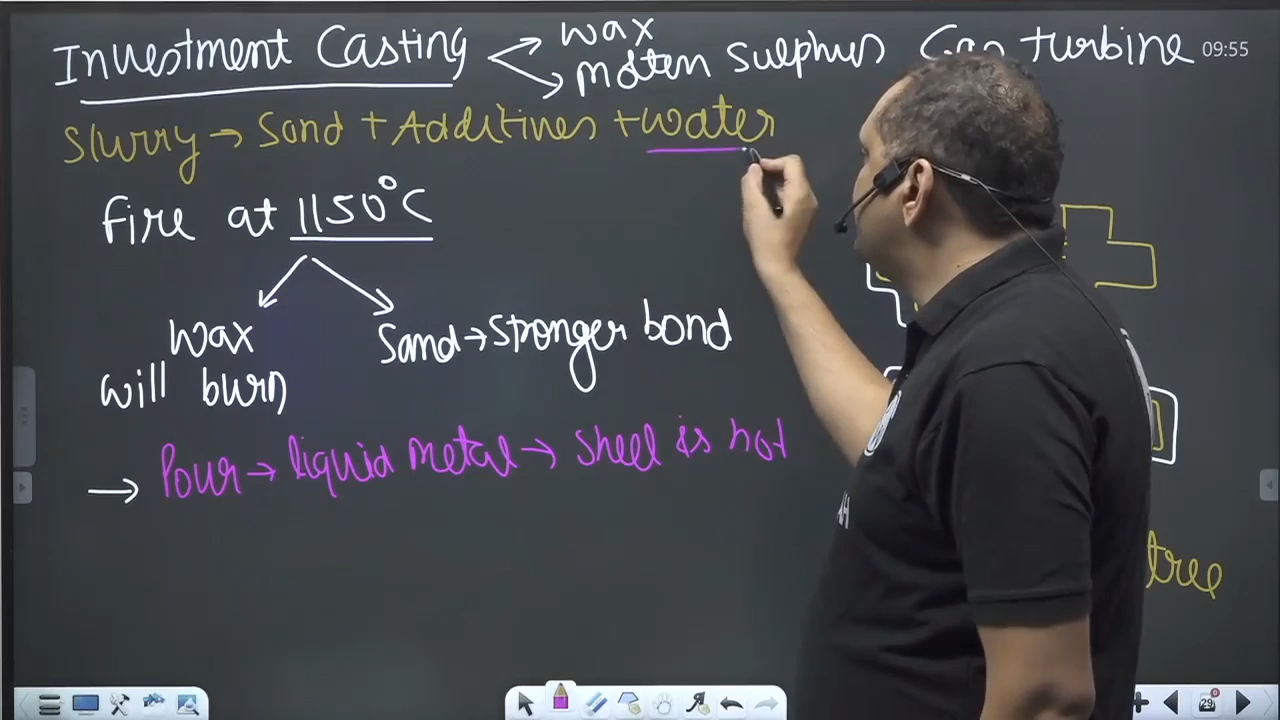 Investment Casting
wax
Molten Sulphur
Gas turbine
09:55
Slurry → Sand + Additives + water
fire at 1150°C
wax
will burn
Sand → Stronger bond
→ Pour → liquid metal → Shell is hot
tree
29